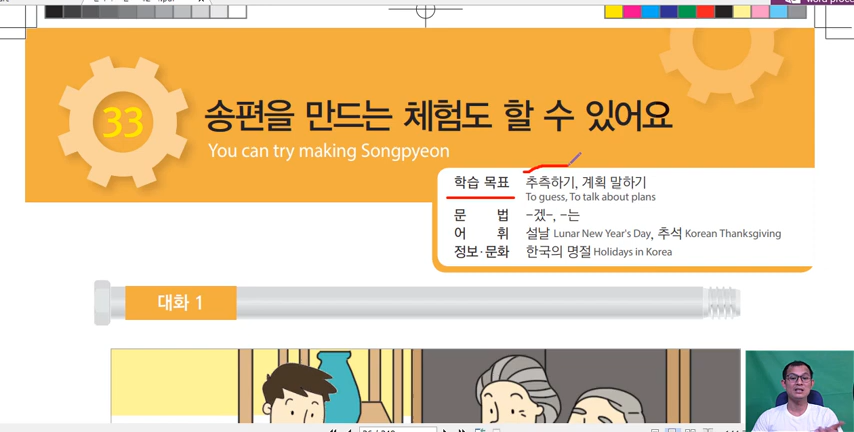 33
송편을 만드는 체험도 할 수 있어요
You can try making Songpyeon
학습 목표 추측하기, 계획 말하기
To guess, To talk about plans
문 법 -겠-, -는
어 휘 설날 Lunar New Year's Day, 추석 Korean Thanksgiving
정보·문화 한국의 명절 Holidays in Korea
대화 1